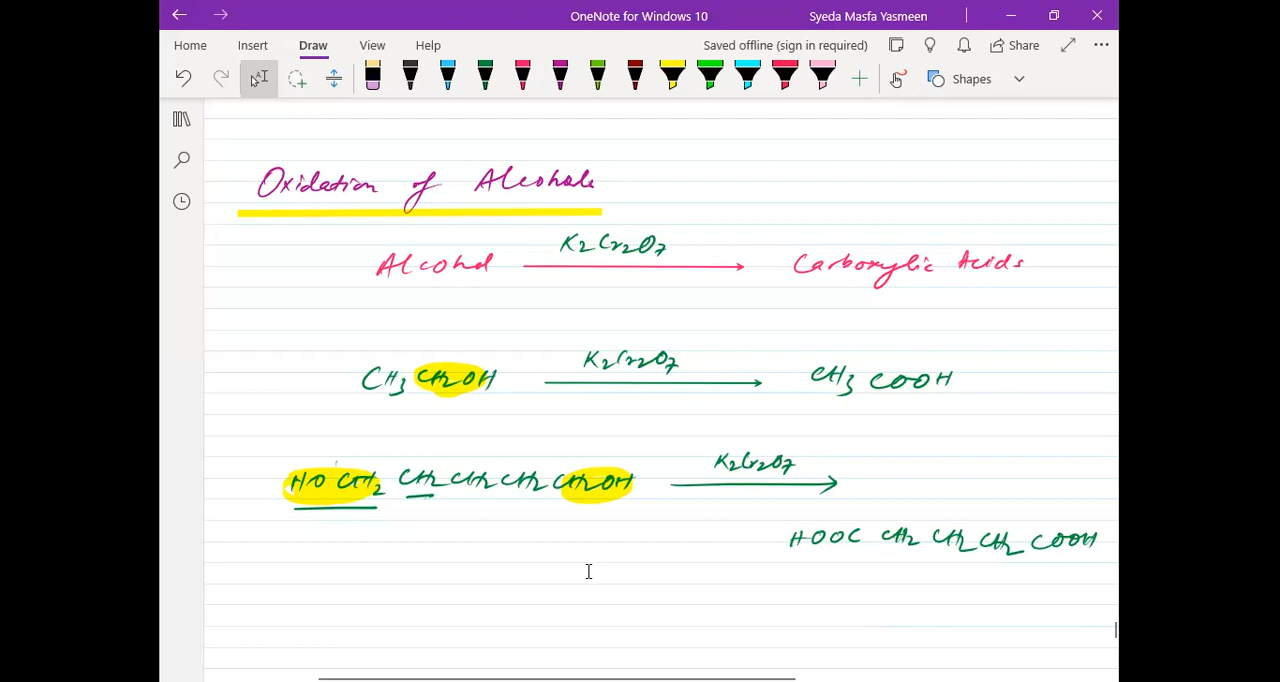 OneNote for Windows 10
Syeda Masfa Yasmeen
Home Insert Draw View Help
Saved offline (sign in required)
Share
Shapes
Oxidation of Alcohols
Alcohol K2Cr2O7 Carboxylic Acids
CH3 CH2OH K2Cr2O7 CH3 COOH
HO CH2 CH2 CH2 CH2 CH2OH K2Cr2O7
HOOC CH2 CH2 CH2 COOH